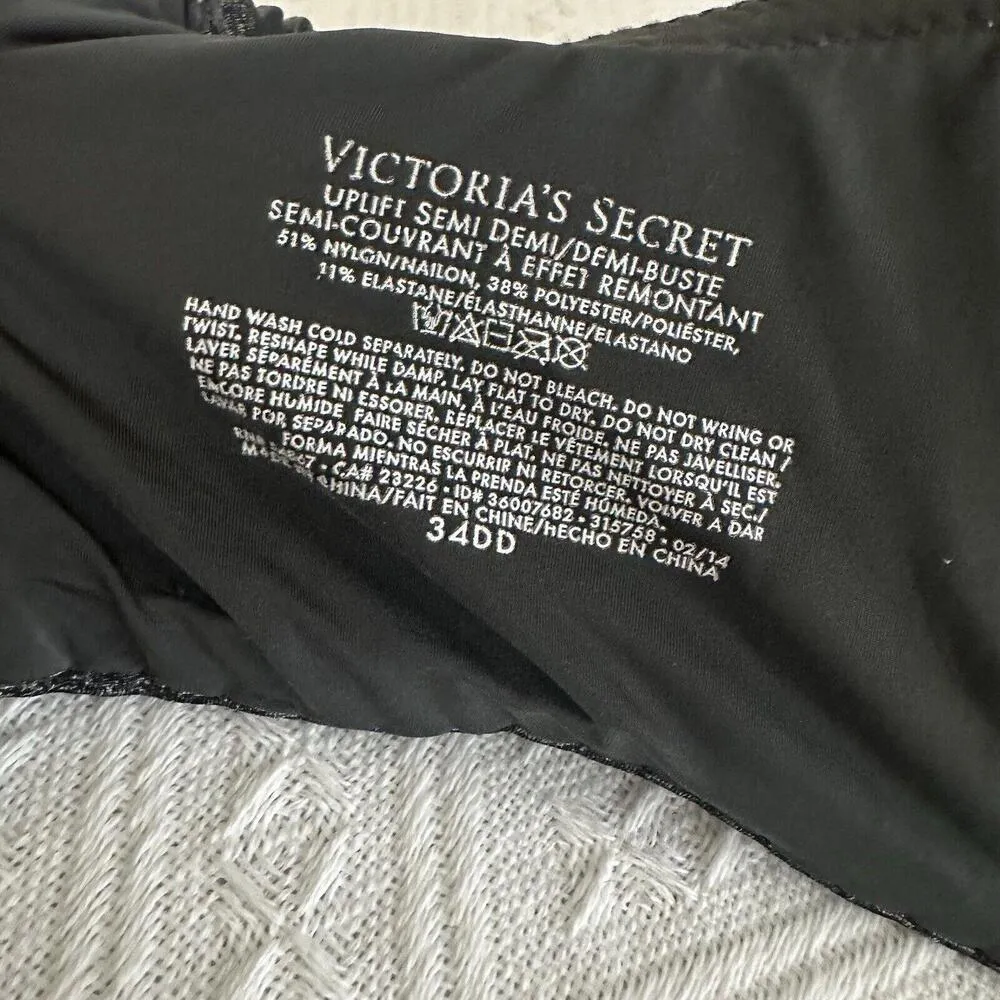 VICTORIA'S SECRET
UPLIFT SEMI DEMI/DEMI-BUSTE
SEMI-COUVRANT À EFFET REMONTANT
51% NYLON/NAILON, 38% POLYESTER/POLIÉSTER,
11% ELASTANE/ÉLASTHANNE/ELASTANO
HAND WASH COLD SEPARATELY. DO NOT BLEACH. DO NOT WRING OR
TWIST. RESHAPE WHILE DAMP. LAY FLAT TO DRY. DO NOT DRY CLEAN /
LAVER SÉPARÉMENT À LA MAIN, À L'EAU FROIDE. NE PAS JAVELLISER.
NE PAS TORDRE NI ESSORER. REPLACER LE VÊTEMENT LORSQU'IL EST
ENCORE HUMIDE FAIRE SÉCHER À PLAT. NE PAS NETTOYER À SEC./
LAVAR POR SEPARADO. NO ESCURRIR NI RETORCER. VOLVER A DAR
FORMA MIENTRAS LA PRENDA ESTÉ HÚMEDA.
CA# 23226 • ID# 36007682 • 315758 • 02/14
CHINA/FAIT EN CHINE/HECHO EN CHINA
34DD